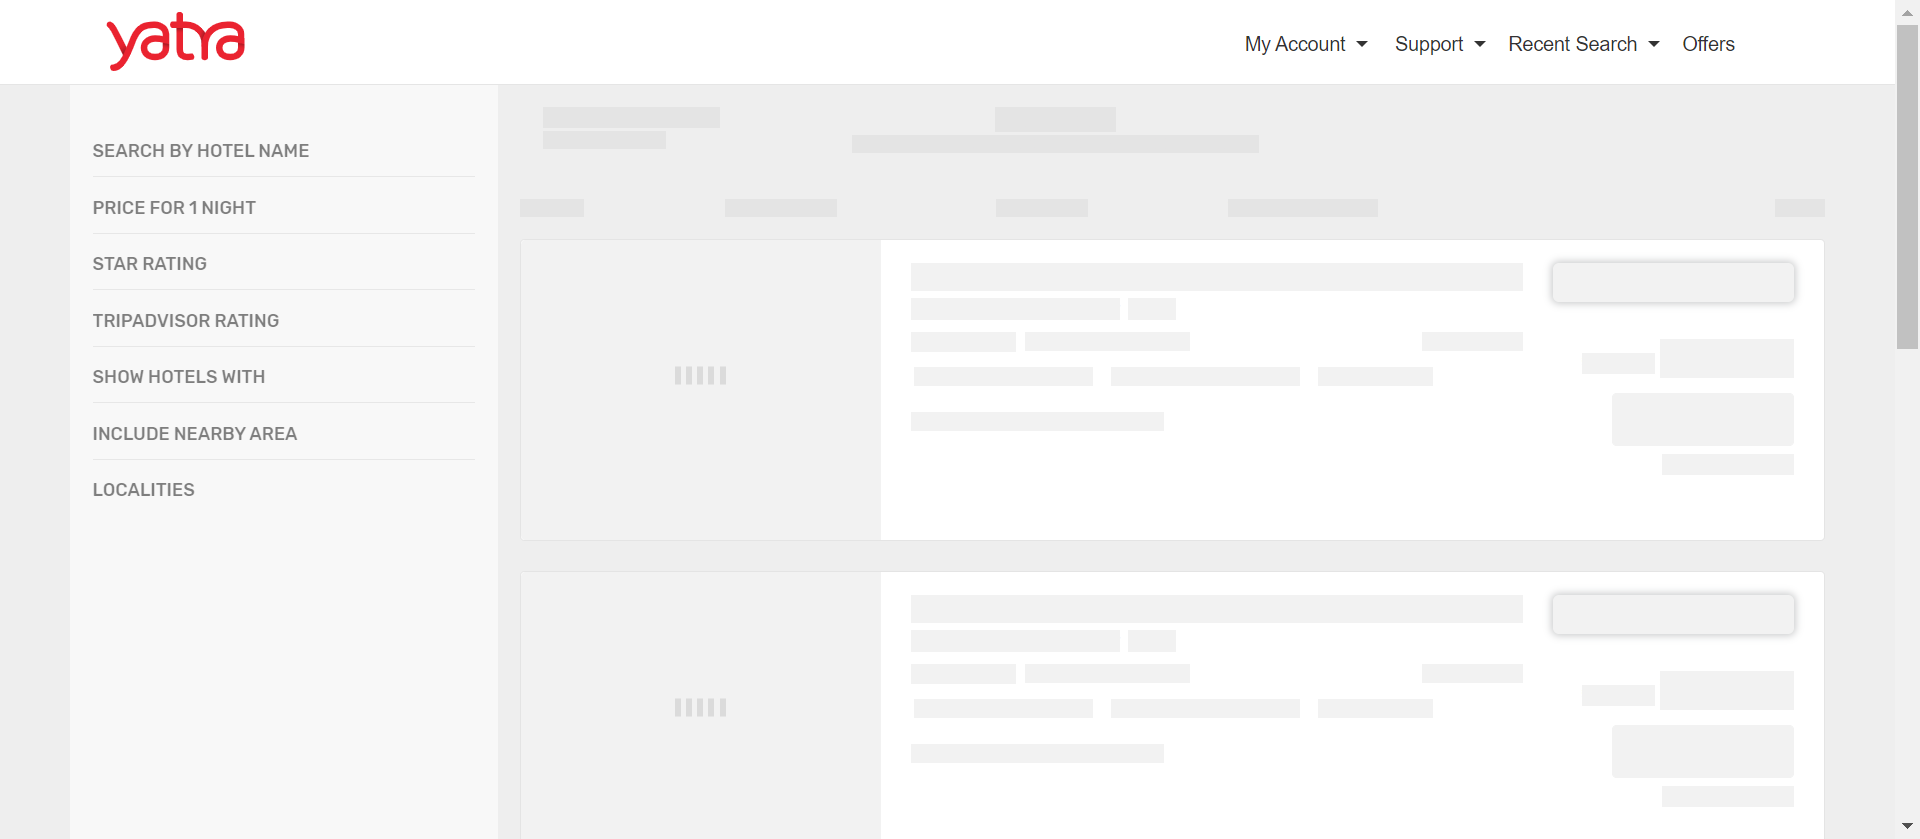 yatra
My Account
Support
Recent Search
Offers
SEARCH BY HOTEL NAME
PRICE FOR 1 NIGHT
STAR RATING
TRIPADVISOR RATING
SHOW HOTELS WITH
INCLUDE NEARBY AREA
LOCALITIES